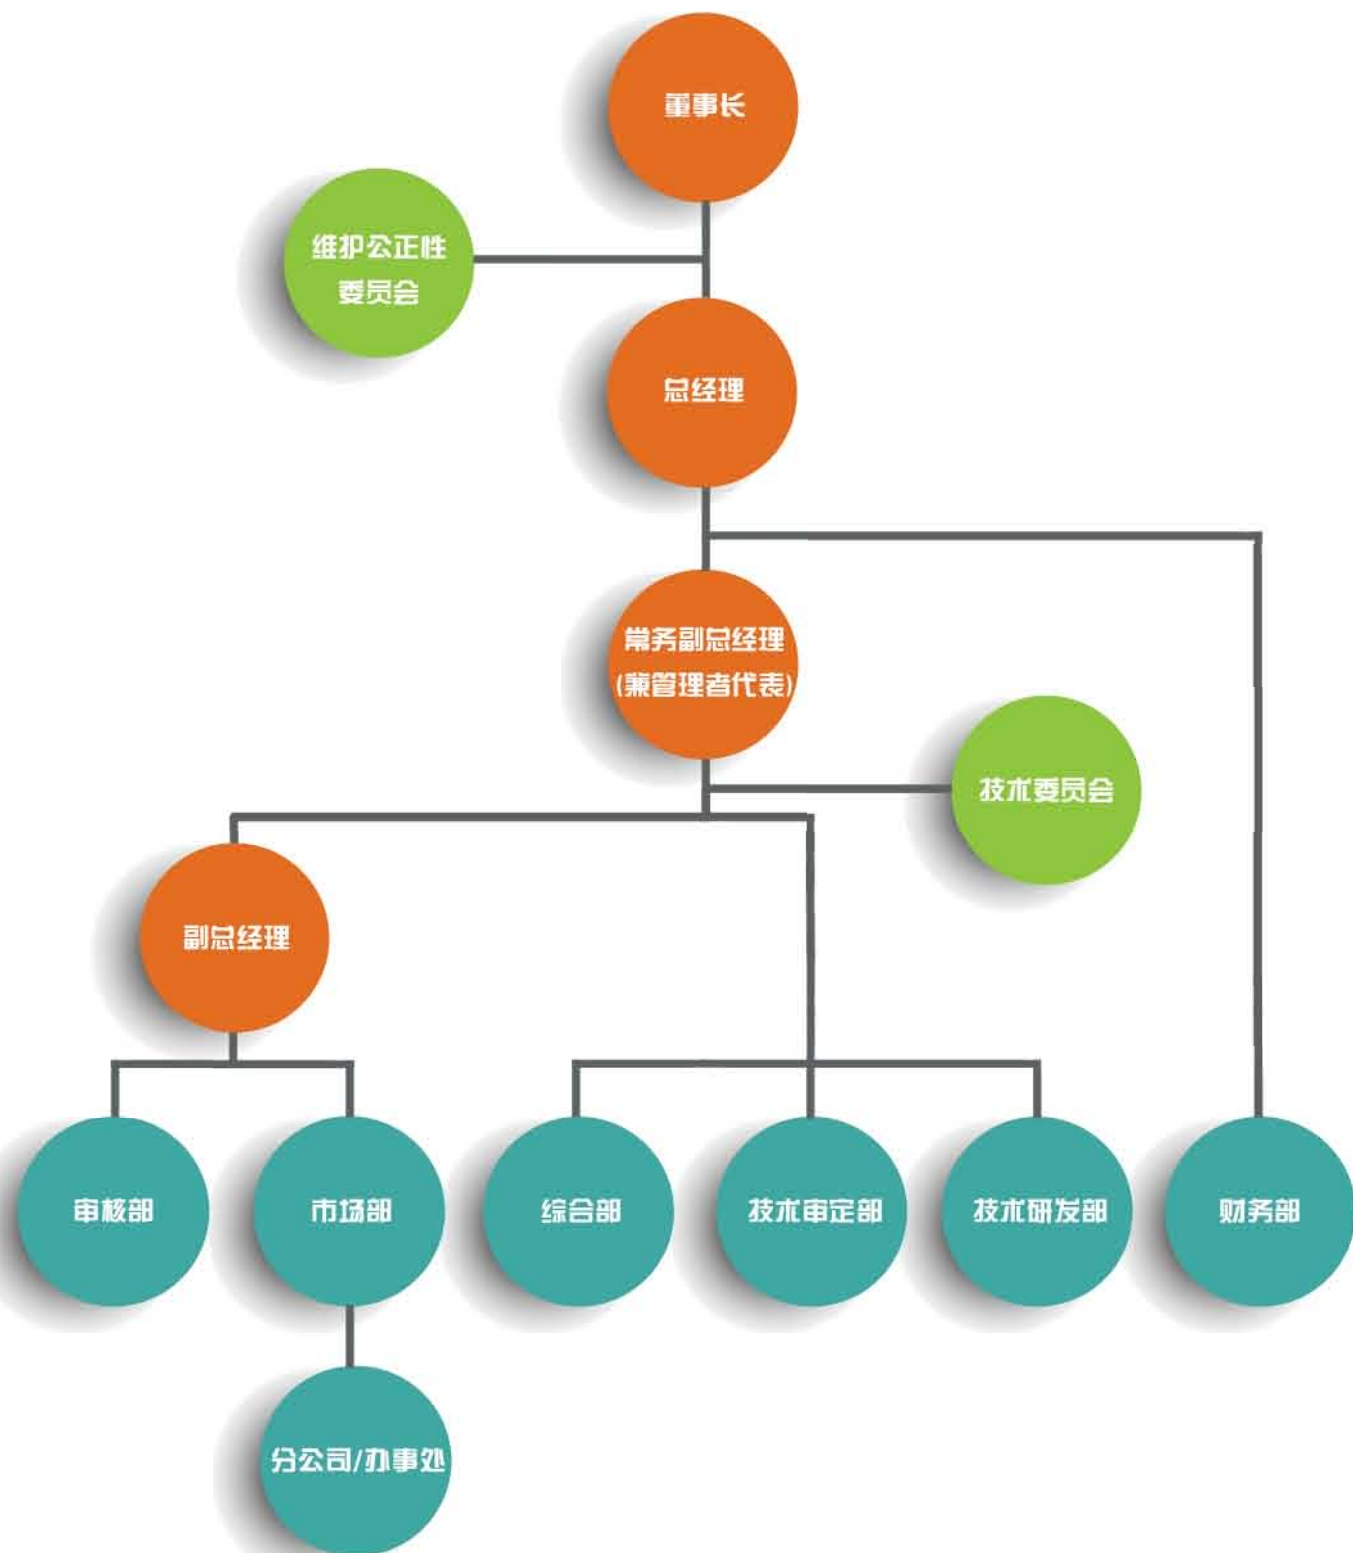 董事长
维护公正性
委员会
总经理
常务副总经理
(兼管理者代表)
技术委员会
副总经理
审核部
市场部
综合部
技术审定部
技术研发部
财务部
分公司/办事处